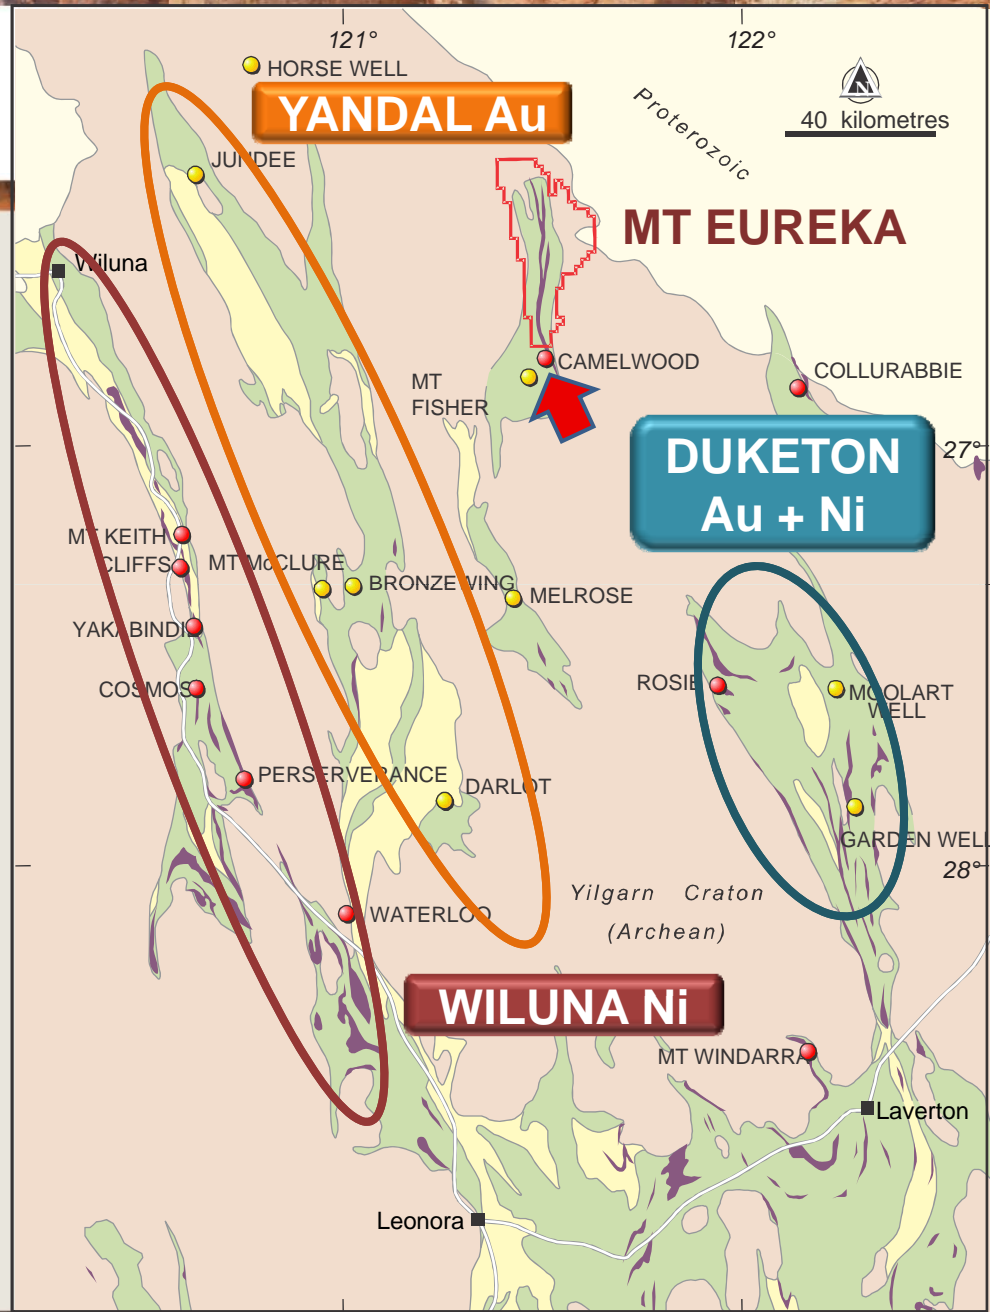 121°
122°
HORSE WELL
YANDAL Au
N
40 kilometres
Proterozoic
JUNDEE
MT EUREKA
Wiluna
CAMELWOOD
COLLURABBIE
MT
FISHER
27°
DUKETON
Au + Ni
MT KEITH
CLIFFS
MT McCLURE
BRONZEWING
MELROSE
YAKABINDIE
COSMOS
ROSIE
MOOLART
WELL
PERSERVERANCE
DARLOT
GARDEN WELL
28°
Yilgarn Craton
(Archean)
WATERLOO
WILUNA Ni
MT WINDARRA
Laverton
Leonora